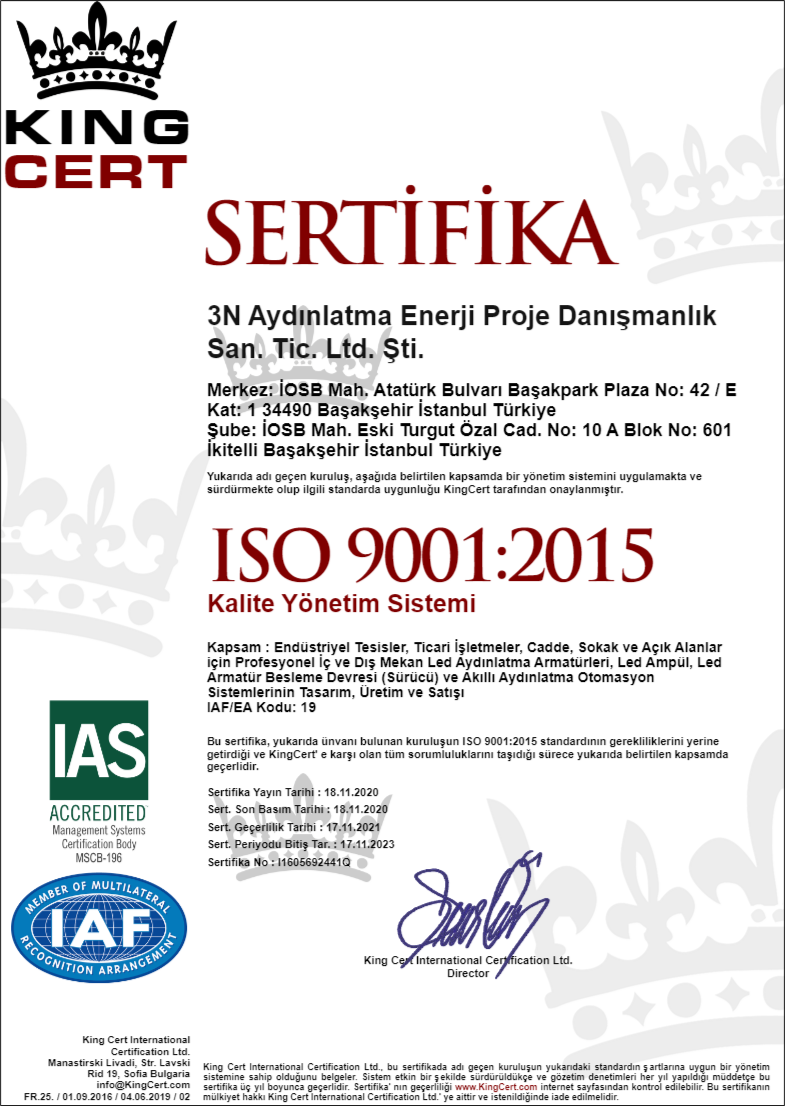 KING
CERT
SERTİFİKA
3N Aydınlatma Enerji Proje Danışmanlık
San. Tic. Ltd. Şti.
Merkez: İOSB Mah. Atatürk Bulvarı Başakpark Plaza No: 42 / E
Kat: 1 34490 Başakşehir İstanbul Türkiye
Şube: İOSB Mah. Eski Turgut Özal Cad. No: 10 A Blok No: 601
İkitelli Başakşehir İstanbul Türkiye
Yukarıda adı geçen kuruluş, aşağıda belirtilen kapsamda bir yönetim sistemini uygulamakta ve
sürdürmekte olup ilgili standarda uygunluğu KingCert tarafından onaylanmıştır.
ISO 9001:2015
Kalite Yönetim Sistemi
Kapsam : Endüstriyel Tesisler, Ticari İşletmeler, Cadde, Sokak ve Açık Alanlar
için Profesyonel İç ve Dış Mekan Led Aydınlatma Armatürleri, Led Ampül, Led
Armatür Besleme Devresi (Sürücü) ve Akıllı Aydınlatma Otomasyon
Sistemlerinin Tasarım, Üretim ve Satışı
IAF/EA Kodu: 19
Bu sertifika, yukarıda ünvanı bulunan kuruluşun ISO 9001:2015 standardının gerekliliklerini yerine
getirdiği ve KingCert' e karşı olan tüm sorumluluklarını taşıdığı sürece yukarıda belirtilen kapsamda
geçerlidir.
Sertifika Yayın Tarihi : 18.11.2020
Sert. Son Basım Tarihi : 18.11.2020
Sert. Geçerlilik Tarihi : 17.11.2021
Sert. Periyodu Bitiş Tar. : 17.11.2023
Sertifika No : I1605692441Q
IAS
ACCREDITED
Management Systems
Certification Body
MSCB-196
MEMBER OF MULTILATERAL
IAF
RECOGNITION ARRANGEMENT
King Cert International Certification Ltd.
Director
King Cert International
Certification Ltd.
Manastirski Livadi, Str. Lavski
Rid 19, Sofia Bulgaria
info@KingCert.com
FR.25. / 01.09.2016 / 04.06.2019 / 02
King Cert International Certification Ltd., bu sertifikada adı geçen kuruluşun yukarıdaki standardın şartlarına uygun bir yönetim
sistemine sahip olduğunu belgeler. Sistem etkin bir şekilde sürdürüldükçe ve gözetim denetimleri her yıl yapıldığı müddetçe bu
sertifika üç yıl boyunca geçerlidir. Sertifika' nın geçerliliği www.KingCert.com internet sayfasından kontrol edilebilir. Bu sertifikanın
mülkiyet hakkı King Cert International Certification Ltd.' ye aittir ve istenildiğinde iade edilmelidir.